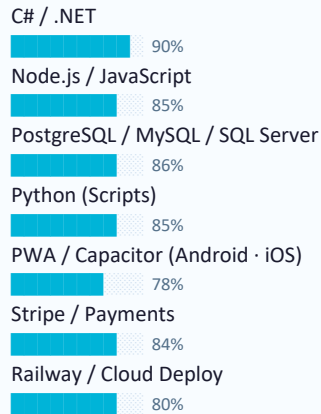 C# / .NET
90%
Node.js / JavaScript
85%
PostgreSQL / MySQL / SQL Server
86%
Python (Scripts)
85%
PWA / Capacitor (Android · iOS)
78%
Stripe / Payments
84%
Railway / Cloud Deploy
80%